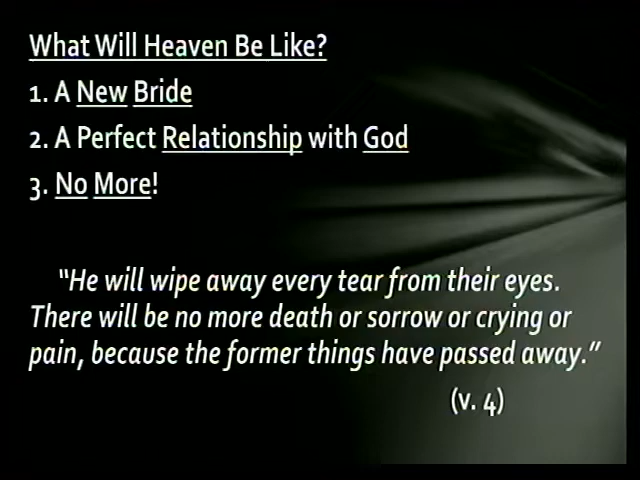 What Will Heaven Be Like?
1. A New Bride
2. A Perfect Relationship with God
3. No More!
“He will wipe away every tear from their eyes.
There will be no more death or sorrow or crying or
pain, because the former things have passed away.”
(v. 4)